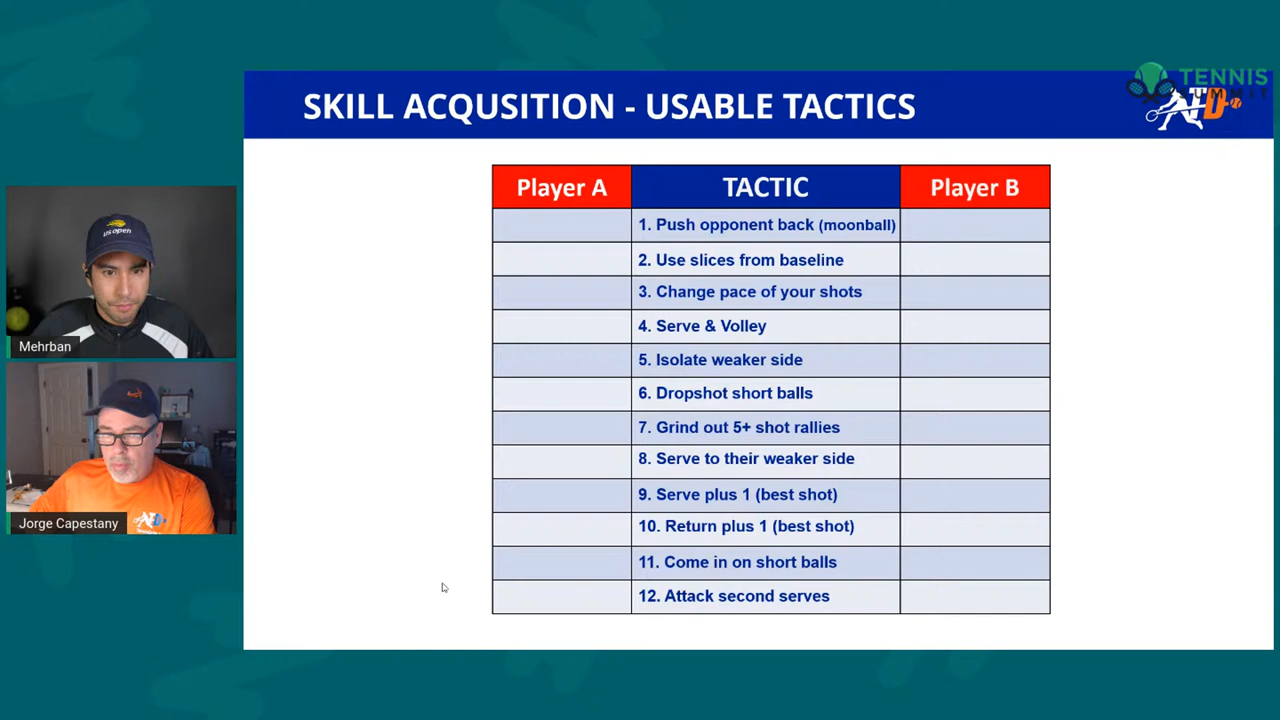 TENNIS
SUMMIT
SKILL ACQUSITION - USABLE TACTICS
Player A
TACTIC
Player B
1. Push opponent back (moonball)
2. Use slices from baseline
3. Change pace of your shots
4. Serve & Volley
5. Isolate weaker side
6. Dropshot short balls
7. Grind out 5+ shot rallies
8. Serve to their weaker side
9. Serve plus 1 (best shot)
10. Return plus 1 (best shot)
11. Come in on short balls
12. Attack second serves
us open
Mehrban
Jorge Capestany